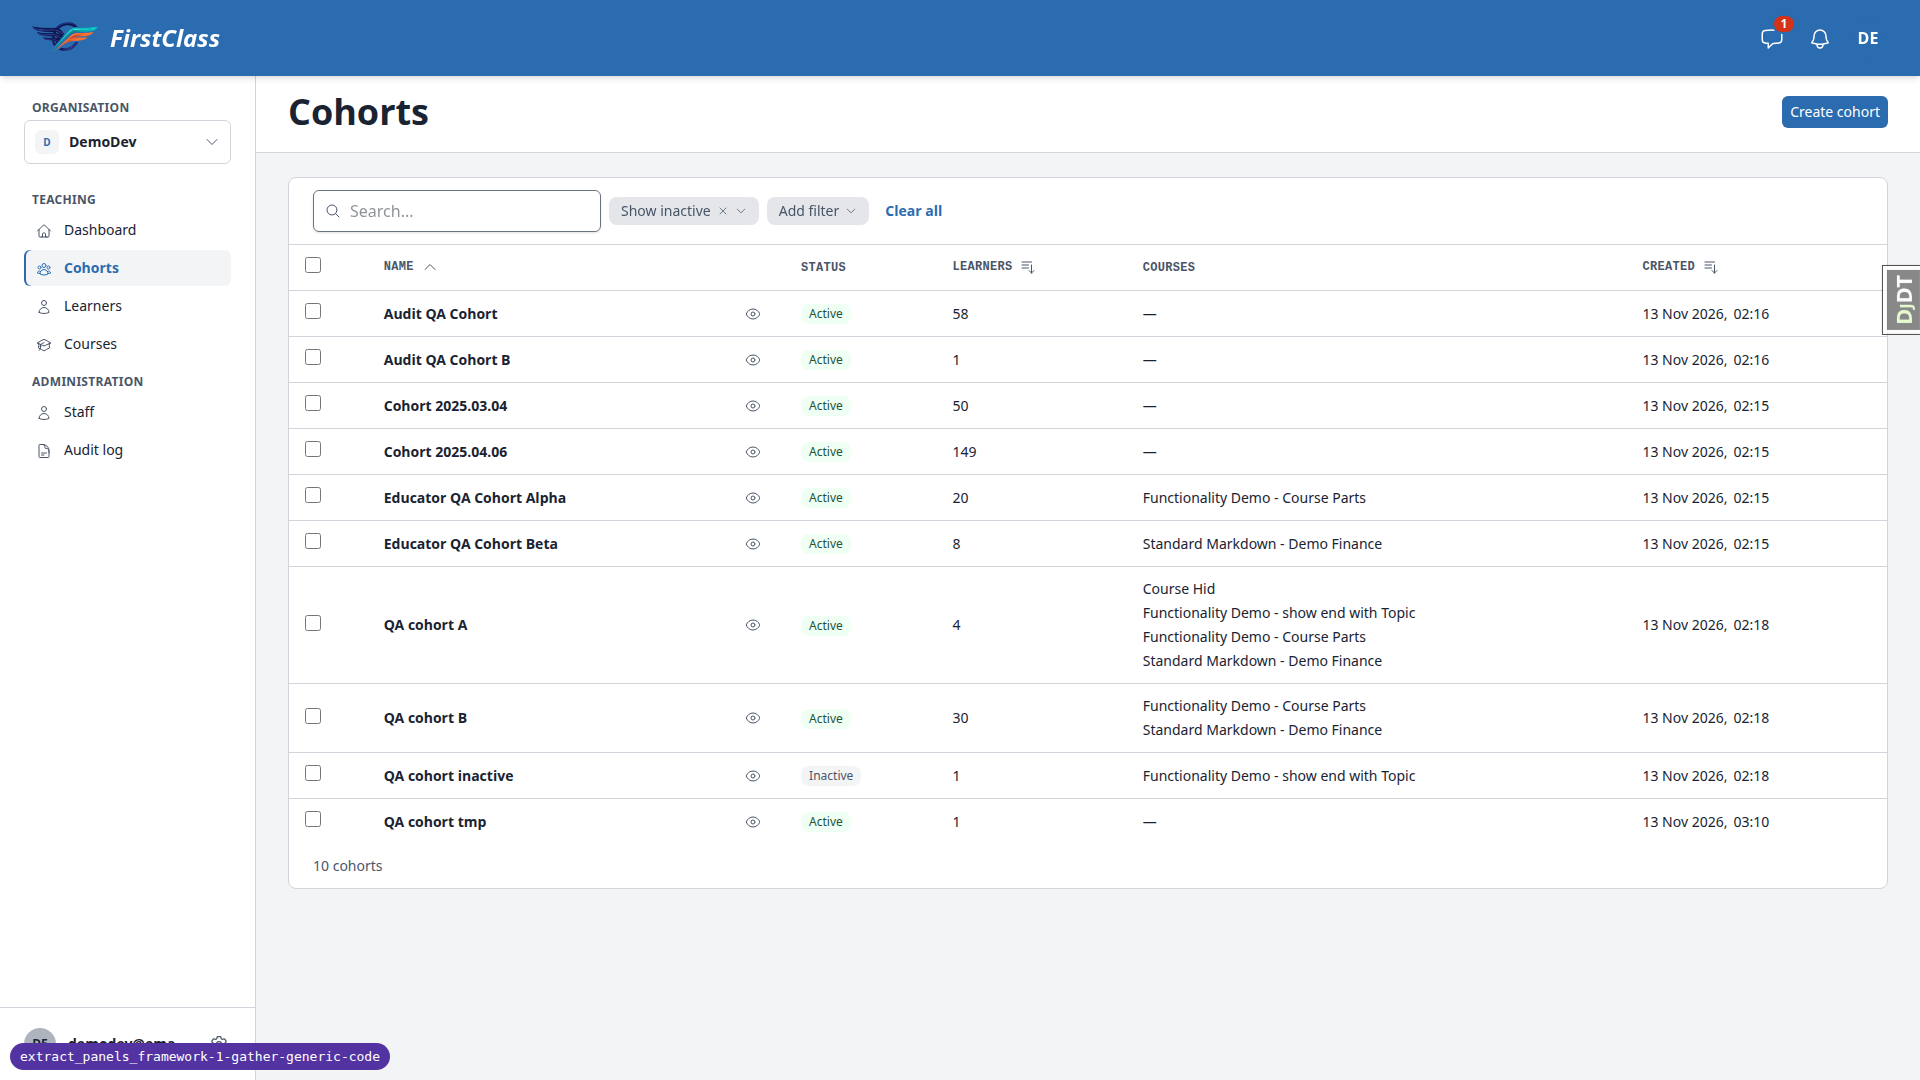 FirstClass
1
DE
ORGANISATION
D DemoDev
TEACHING
Dashboard
Cohorts
Learners
Courses
ADMINISTRATION
Staff
Audit log
Cohorts
Create cohort
Search...
Show inactive
Add filter
Clear all
NAME STATUS LEARNERS COURSES CREATED
Audit QA Cohort Active 58 — 13 Nov 2026, 02:16
Audit QA Cohort B Active 1 — 13 Nov 2026, 02:16
Cohort 2025.03.04 Active 50 — 13 Nov 2026, 02:15
Cohort 2025.04.06 Active 149 — 13 Nov 2026, 02:15
Educator QA Cohort Alpha Active 20 Functionality Demo - Course Parts 13 Nov 2026, 02:15
Educator QA Cohort Beta Active 8 Standard Markdown - Demo Finance 13 Nov 2026, 02:15
QA cohort A Active 4 Course Hid
Functionality Demo - show end with Topic
Functionality Demo - Course Parts
Standard Markdown - Demo Finance
13 Nov 2026, 02:18
QA cohort B Active 30 Functionality Demo - Course Parts
Standard Markdown - Demo Finance
13 Nov 2026, 02:18
QA cohort inactive Inactive 1 Functionality Demo - show end with Topic 13 Nov 2026, 02:18
QA cohort tmp Active 1 — 13 Nov 2026, 03:10
10 cohorts
DjDT
extract_panels_framework-1-gather-generic-code